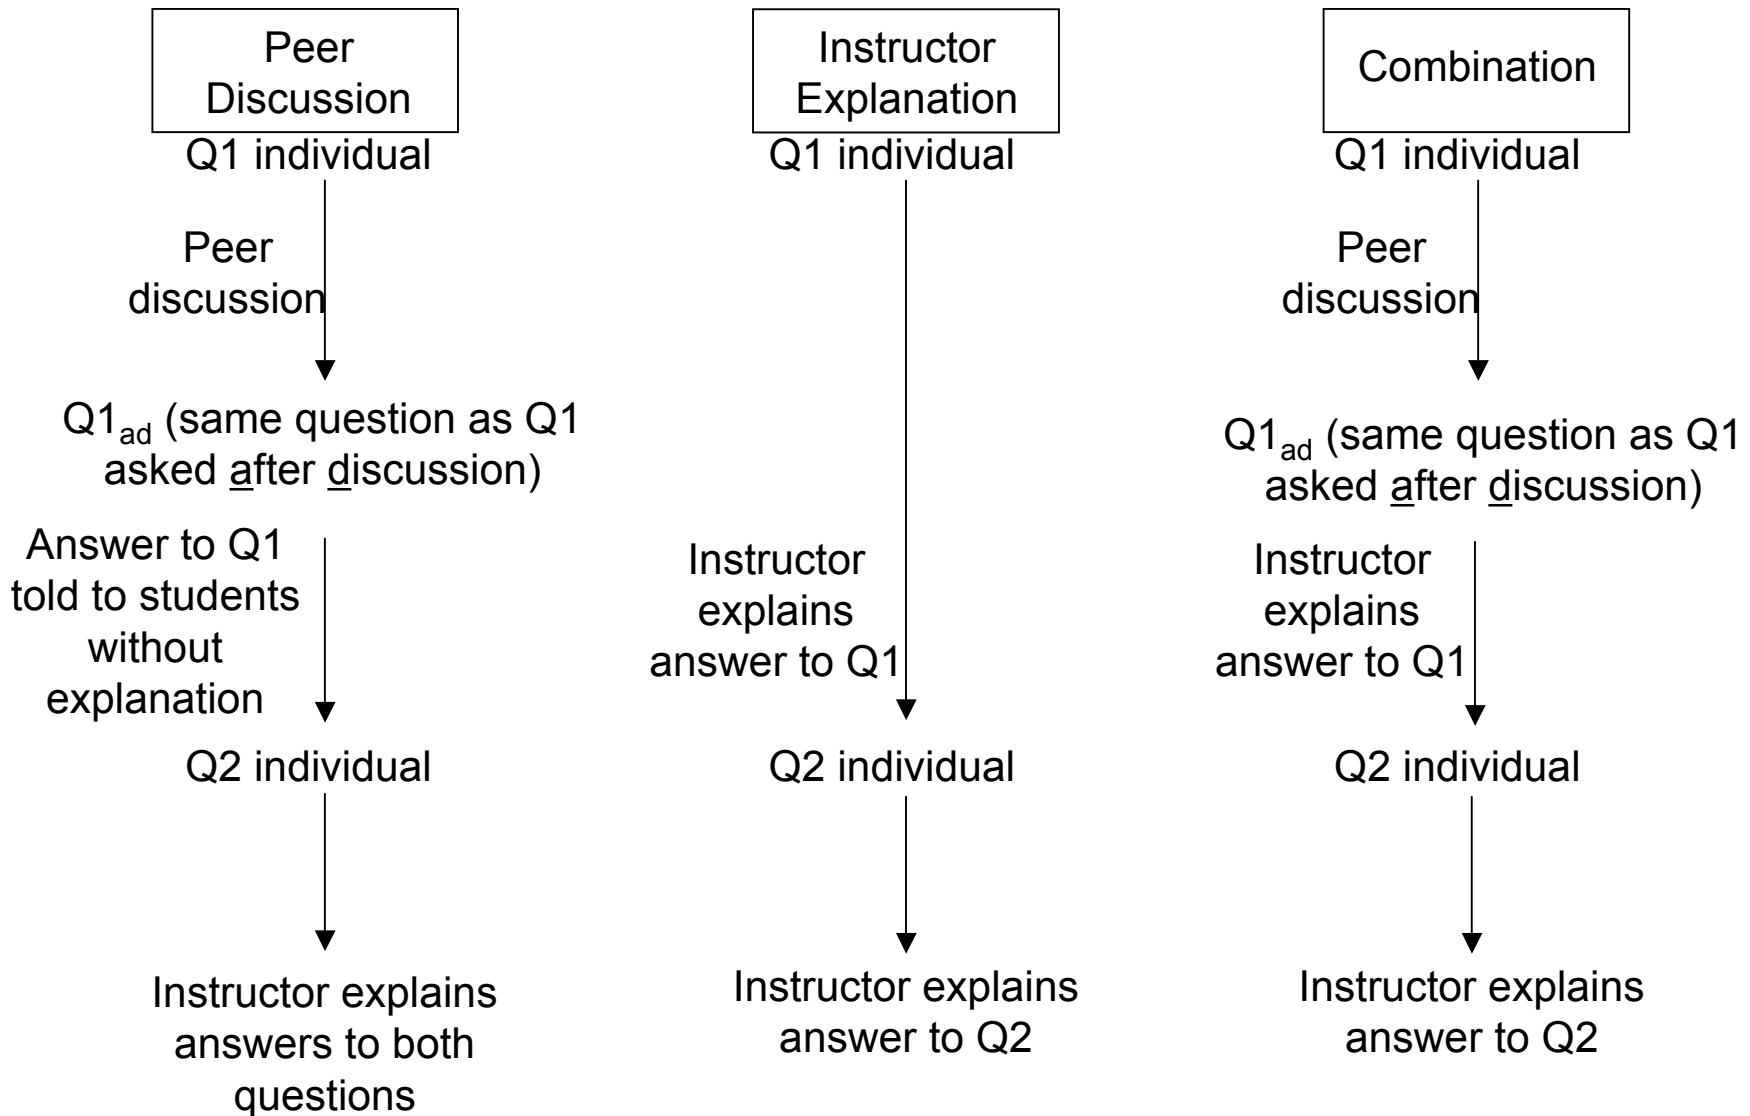 Peer
Discussion
Q1 individual
Peer
discussion
Q1ad (same question as Q1
asked after discussion)
Answer to Q1
told to students
without
explanation
Q2 individual
Instructor explains
answers to both
questions
Instructor
Explanation
Q1 individual
Instructor
explains
answer to Q1
Q2 individual
Instructor explains
answer to Q2
Combination
Q1 individual
Peer
discussion
Q1ad (same question as Q1
asked after discussion)
Instructor
explains
answer to Q1
Q2 individual
Instructor explains
answer to Q2